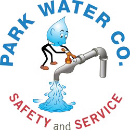 PARK WATER CO.
SAFETY and SERVICE